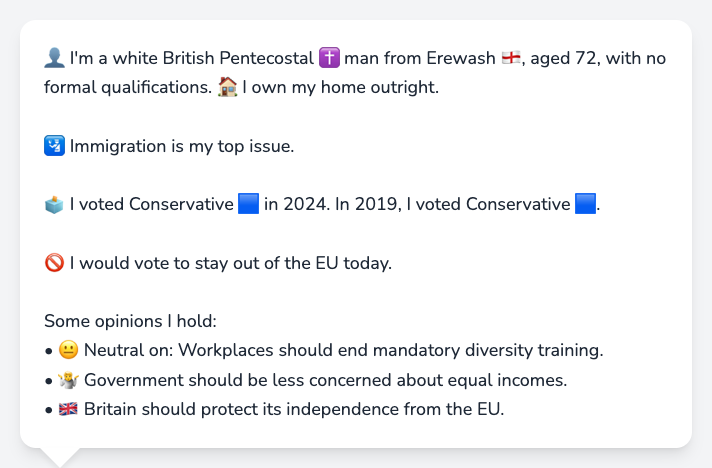 👤 I'm a white British Pentecostal ✝️ man from Erewash 🏴󠁧󠁢󠁥󠁮󠁧󠁿, aged 72, with no
formal qualifications. 🏠 I own my home outright.
🛂 Immigration is my top issue.
🗳️ I voted Conservative 🟦 in 2024. In 2019, I voted Conservative 🟦.
🚫 I would vote to stay out of the EU today.
Some opinions I hold:
• 😐 Neutral on: Workplaces should end mandatory diversity training.
• 🤷 Government should be less concerned about equal incomes.
• 🇬🇧 Britain should protect its independence from the EU.